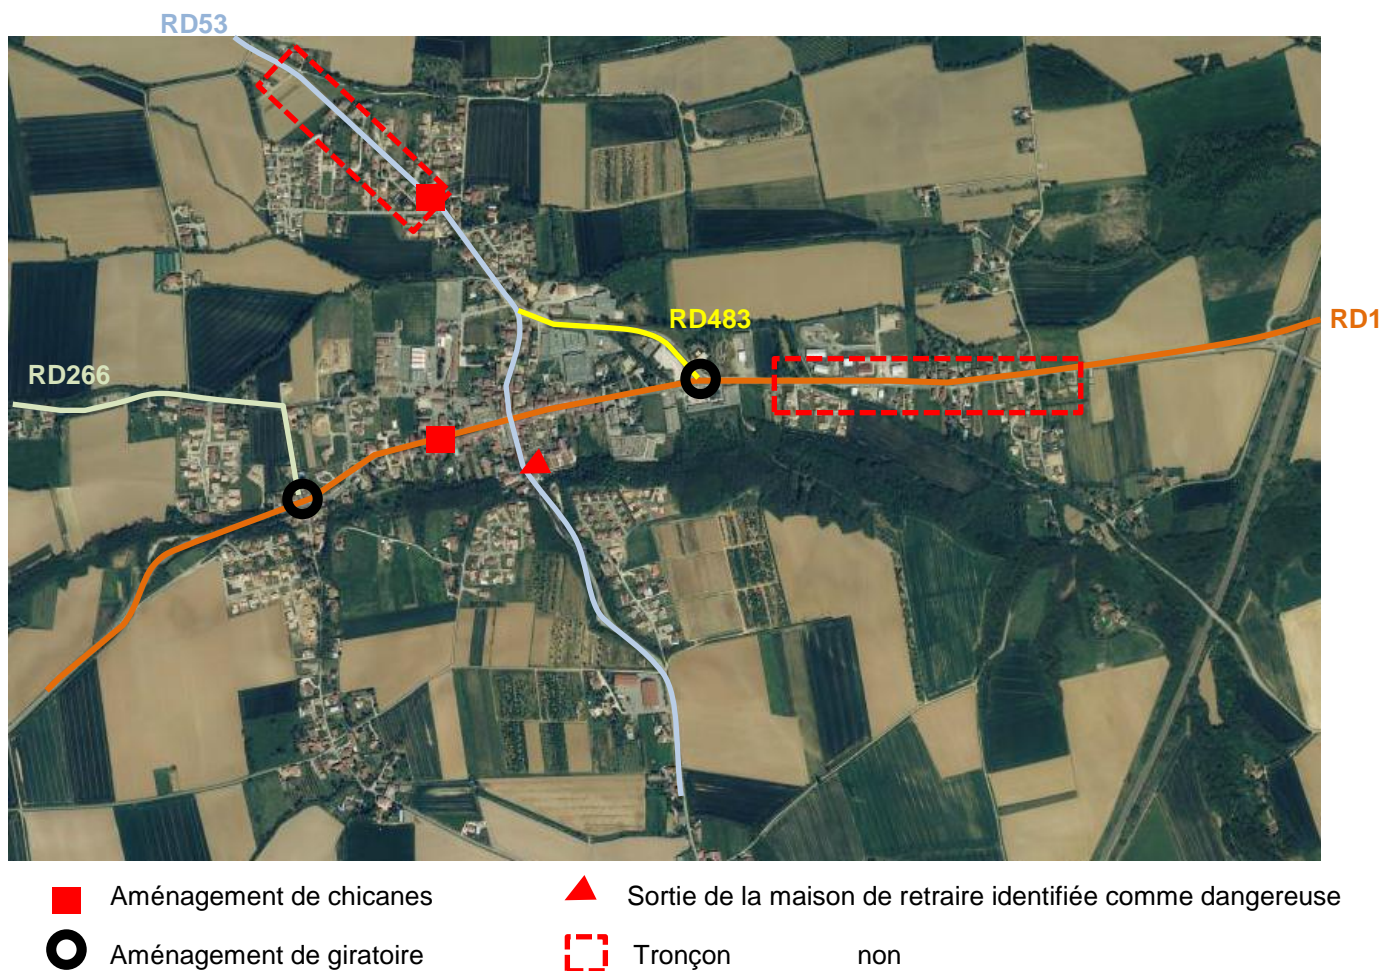 RD53
RD483
RD1
RD266
Aménagement de chicanes
Sortie de la maison de retraire identifiée comme dangereuse
Aménagement de giratoire
Tronçon non